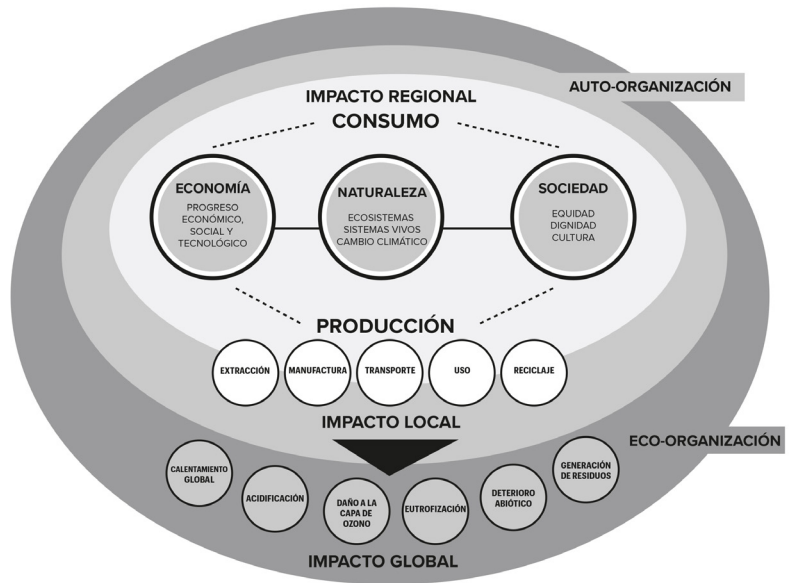 AUTO-ORGANIZACIÓN
IMPACTO REGIONAL
CONSUMO
ECONOMÍA
PROGRESO
ECONÓMICO,
SOCIAL Y
TECNOLÓGICO
NATURALEZA
ECOSISTEMAS
SISTEMAS VIVOS
CAMBIO CLIMÁTICO
SOCIEDAD
EQUIDAD
DIGNIDAD
CULTURA
PRODUCCIÓN
EXTRACCIÓN
MANUFACTURA
TRANSPORTE
USO
RECICLAJE
IMPACTO LOCAL
ECO-ORGANIZACIÓN
CALENTAMIENTO
GLOBAL
ACIDIFICACIÓN
DAÑO A LA
CAPA DE
OZONO
EUTROFIZACIÓN
DETERIORO
ABIÓTICO
GENERACIÓN
DE RESIDUOS
IMPACTO GLOBAL